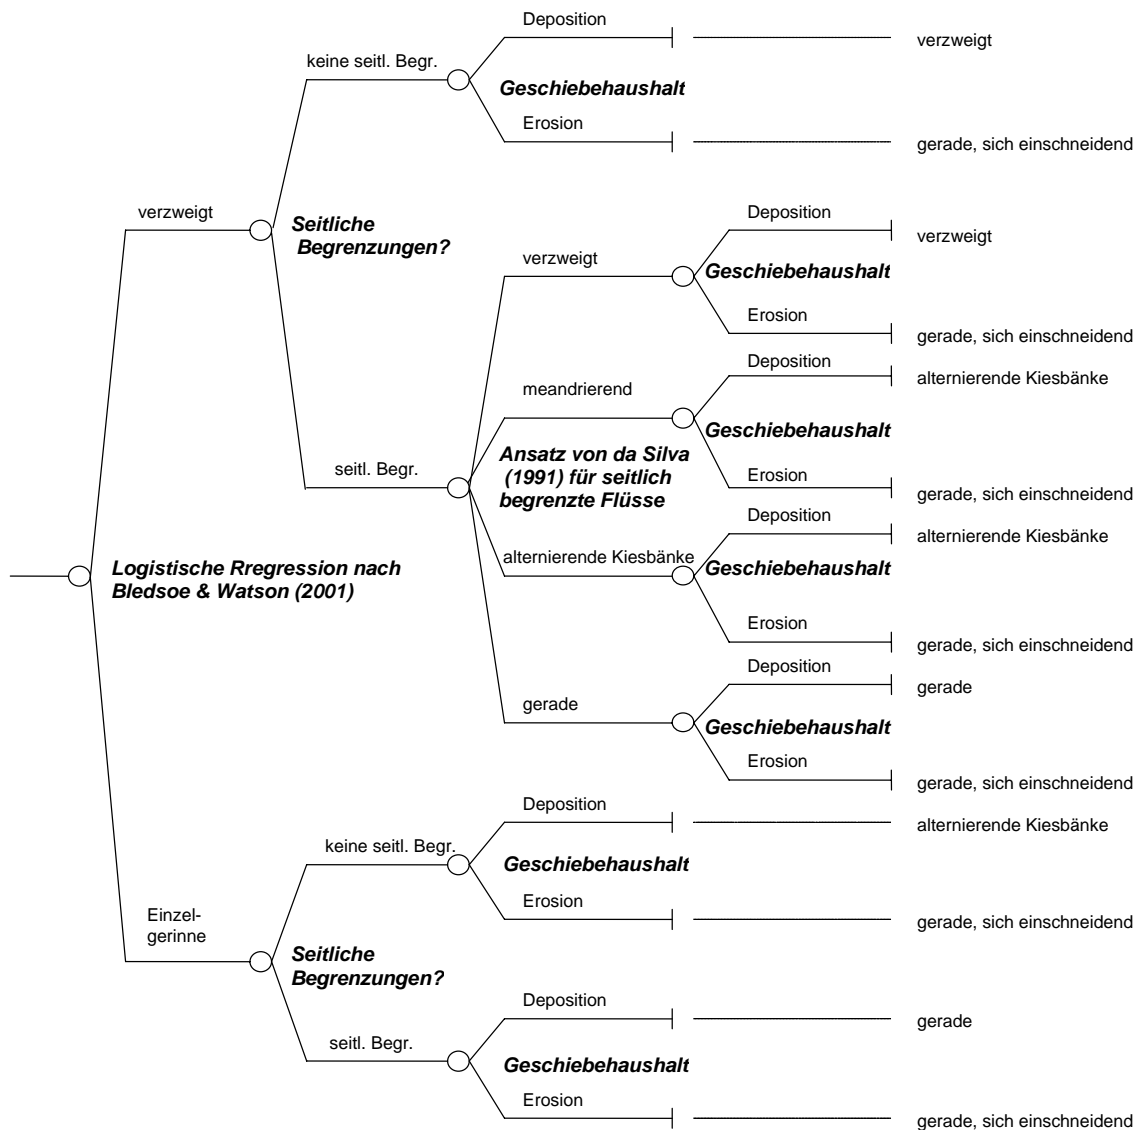 Deposition
verzweigt
keine seitl. Begr.
Geschiebehaushalt
Erosion
gerade, sich einschneidend
verzweigt
Seitliche
Begrenzungen?
Deposition
verzweigt
verzweigt
Geschiebehaushalt
Erosion
gerade, sich einschneidend
Deposition
alternierende Kiesbänke
meandrierend
Geschiebehaushalt
seitl. Begr.
Ansatz von da Silva
(1991) für seitlich
begrenzte Flüsse
Erosion
gerade, sich einschneidend
Deposition
alternierende Kiesbänke
alternierende Kiesbänke
Geschiebehaushalt
Logistische Rregression nach
Bledsoe & Watson (2001)
Erosion
gerade, sich einschneidend
Deposition
gerade
gerade
Geschiebehaushalt
Erosion
gerade, sich einschneidend
Deposition
alternierende Kiesbänke
keine seitl. Begr.
Geschiebehaushalt
Erosion
gerade, sich einschneidend
Einzel-
gerinne
Seitliche
Begrenzungen?
Deposition
gerade
seitl. Begr.
Geschiebehaushalt
Erosion
gerade, sich einschneidend